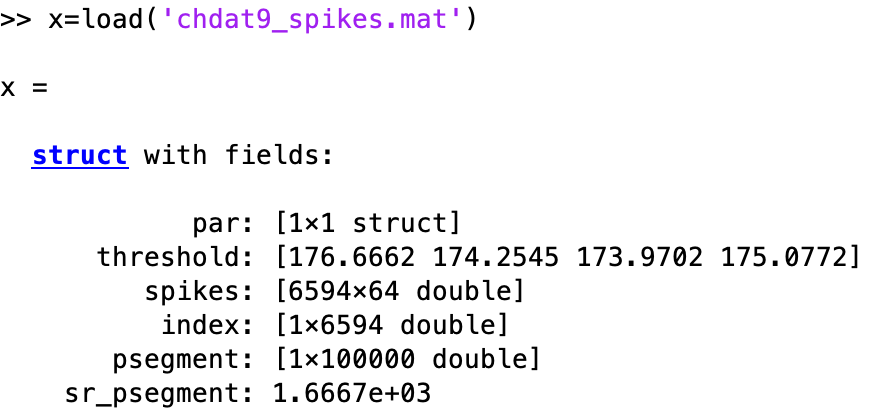 >> x=load('chdat9_spikes.mat')
x =
struct with fields:
par: [1×1 struct]
threshold: [176.6662 174.2545 173.9702 175.0772]
spikes: [6594×64 double]
index: [1×6594 double]
psegment: [1×100000 double]
sr_psegment: 1.6667e+03